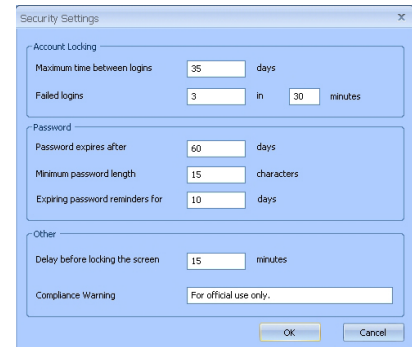 Security Settings x
Account Locking
Maximum time between logins 35 days
Failed logins 3 in 30 minutes
Password
Password expires after 60 days
Minimum password length 15 characters
Expiring password reminders for 10 days
Other
Delay before locking the screen 15 minutes
Compliance Warning For official use only.
OK Cancel